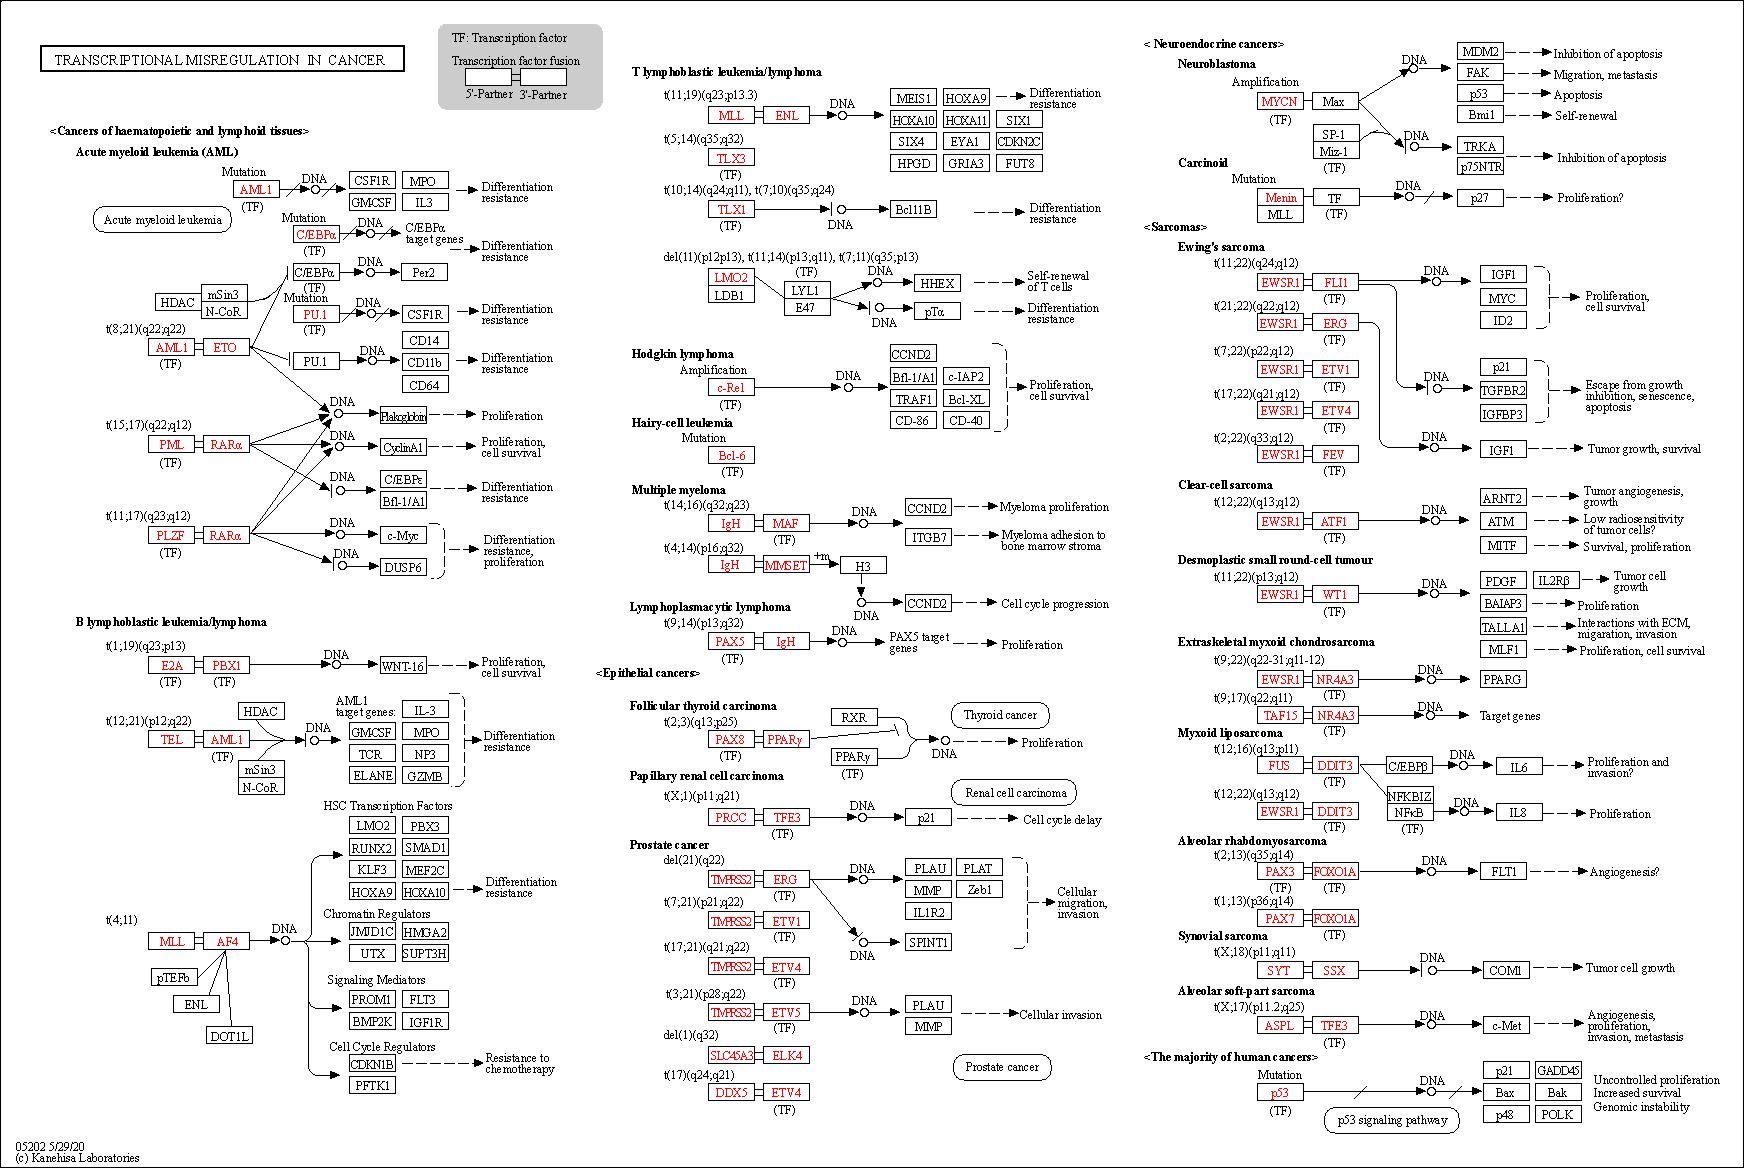 TRANSCRIPTIONAL MISREGULATION IN CANCER
TF: Transcription factor
Transcription factor fusion
5'-Partner 3'-Partner
<Cancers of haematopoietic and lymphoid tissues>
Acute myeloid leukemia (AML)
Mutation
AML1
(TF)
DNA
CSF1R
MPO
GMCSF
IL3
Differentiation
resistance
Acute myeloid leukemia
Mutation
C/EBPα
(TF)
DNA
C/EBPα
target genes
Differentiation
resistance
C/EBPα
(TF)
DNA
Per2
HDAC
mSin3
N-CoR
Mutation
PU.1
(TF)
DNA
CSF1R
Differentiation
resistance
t(8;21)(q22;q22)
AML1
ETO
(TF)
PU.1
DNA
CD14
CD11b
CD64
Differentiation
resistance
DNA
Plakoglobin
Proliferation
t(15;17)(q22;q12)
PML
RARα
(TF)
DNA
CyclinA1
Proliferation,
cell survival
DNA
C/EBPε
Bfl-1/A1
Differentiation
resistance
t(11;17)(q23;q12)
PLZF
RARα
(TF)
DNA
c-Myc
DNA
DUSP6
Differentiation
resistance,
proliferation
B lymphoblastic leukemia/lymphoma
t(1;19)(q23;p13)
E2A
PBX1
(TF)
(TF)
DNA
WNT-16
Proliferation,
cell survival
t(12;21)(p12;q22)
TEL
AML1
(TF)
HDAC
mSin3
N-CoR
DNA
AML1
target genes:
IL-3
GMCSF
MPO
TCR
NP3
ELANE
GZMB
Differentiation
resistance
HSC Transcription Factors
LMO2
PBX3
RUNX2
SMAD1
KLF3
MEF2C
HOXA9
HOXA10
Differentiation
resistance
t(4;11)
MLL
AF4
DNA
pTEFb
ENL
DOT1L
Chromatin Regulators
JMJD1C
HMGA2
UTX
SUPT3H
Signaling Mediators
PROM1
FLT3
BMP2K
IGF1R
Cell Cycle Regulators
CDKN1B
PFTK1
Resistance to
chemotherapy
T lymphoblastic leukemia/lymphoma
t(11;19)(q23;p13.3)
MLL
ENL
DNA
MEIS1
HOXA9
HOXA10
HOXA11
SIX1
SIX4
EYA1
CDKN2C
HPGD
GRIA3
FUT8
Differentiation
resistance
t(5;14)(q35;q32)
TLX3
(TF)
t(10;14)(q24;q11), t(7;10)(q35;q24)
TLX1
(TF)
DNA
Bcl11B
Differentiation
resistance
del(11)(p12p13), t(11;14)(p13;q11), t(7;11)(q35;p13)
LMO2
LDB1
(TF)
LYL1
E47
DNA
HHEX
Self-renewal
of T cells
DNA
pTα
Differentiation
resistance
Hodgkin lymphoma
Amplification
c-Rel
(TF)
DNA
CCND2
Bfl-1/A1
c-IAP2
TRAF1
Bcl-XL
CD-86
CD-40
Proliferation,
cell survival
Hairy-cell leukemia
Mutation
Bcl-6
(TF)
Multiple myeloma
t(14;16)(q32;q23)
IgH
MAF
(TF)
DNA
CCND2
Myeloma proliferation
ITGB7
Myeloma adhesion to
bone marrow stroma
t(4;14)(p16;q32)
IgH
MMSET
+m
H3
DNA
CCND2
Cell cycle progression
Lymphoplasmacytic lymphoma
t(9;14)(p13;q32)
PAX5
IgH
(TF)
DNA
PAX5 target
genes
Proliferation
<Epithelial cancers>
Follicular thyroid carcinoma
t(2;3)(q13;p25)
PAX8
PPARγ
(TF)
(TF)
RXR
PPARγ
(TF)
DNA
Thyroid cancer
Proliferation
Papillary renal cell carcinoma
t(X;1)(p11;q21)
PRCC
TFE3
(TF)
DNA
p21
Renal cell carcinoma
Cell cycle delay
Prostate cancer
del(21)(q22)
TMPRSS2
ERG
(TF)
DNA
PLAU
PLAT
MMP
Zeb1
IL1R2
DNA
SPINT1
Cellular
migration,
invasion
t(7;21)(p21;q22)
TMPRSS2
ETV1
(TF)
t(17;21)(q21;q22)
TMPRSS2
ETV4
(TF)
t(3;21)(p28;q22)
TMPRSS2
ETV5
(TF)
DNA
PLAU
MMP
Cellular invasion
del(1)(q32)
SLC45A3
ELK4
t(17)(q24;q21)
DDX5
ETV4
(TF)
Prostate cancer
< Neuroendocrine cancers>
Neuroblastoma
Amplification
MYCN
(TF)
Max
SP-1
Miz-1
(TF)
DNA
MDM2
Inhibition of apoptosis
FAK
Migration, metastasis
p53
Apoptosis
Bmi1
Self-renewal
DNA
TRKA
p75NTR
Inhibition of apoptosis
Carcinoid
Mutation
Menin
MLL
TF
(TF)
DNA
p27
Proliferation?
<Sarcomas>
Ewing's sarcoma
t(11;22)(q24;q12)
EWSR1
FLI1
(TF)
DNA
IGF1
MYC
ID2
Proliferation,
cell survival
t(21;22)(q22;q12)
EWSR1
ERG
(TF)
t(7;22)(p22;q12)
EWSR1
ETV1
(TF)
DNA
p21
TGFBR2
IGFBP3
Escape from growth
inhibition, senescence,
apoptosis
t(17;22)(q21;q12)
EWSR1
ETV4
(TF)
t(2;22)(q33;q12)
EWSR1
FEV
(TF)
DNA
IGF1
Tumor growth, survival
Clear-cell sarcoma
t(12;22)(q13;q12)
EWSR1
ATF1
(TF)
DNA
ARNT2
Tumor angiogenesis,
growth
ATM
Low radiosensitivity
of tumor cells?
MITF
Survival, proliferation
Desmoplastic small round-cell tumour
t(11;22)(p13;q12)
EWSR1
WT1
(TF)
DNA
PDGF
IL2Rβ
Tumor cell
growth
BAIAP3
Proliferation
TALLA1
Interactions with ECM,
migaration, invasion
MLF1
Proliferation, cell survival
Extraskeletal myxoid chondrosarcoma
t(9;22)(q22-31;q11-12)
EWSR1
NR4A3
(TF)
DNA
PPARG
t(9;17)(q22;q11)
TAF15
NR4A3
(TF)
DNA
Target genes
Myxoid liposarcoma
t(12;16)(q13;p11)
FUS
DDIT3
(TF)
C/EBPβ
DNA
IL6
Proliferation and
invasion?
t(12;22)(q13;q12)
EWSR1
DDIT3
(TF)
NFKBIZ
NFκB
(TF)
DNA
IL8
Proliferation
Alveolar rhabdomyosarcoma
t(2;13)(q35;q14)
PAX3
FOXO1A
(TF)
(TF)
DNA
FLT1
Angiogenesis?
t(1;13)(p36;q14)
PAX7
FOXO1A
(TF)
Synovial sarcoma
t(X;18)(p11;q11)
SYT
SSX
(TF)
DNA
COM1
Tumor cell growth
Alveolar soft-part sarcoma
t(X;17)(p11.2;q25)
ASPL
TFE3
(TF)
DNA
c-Met
Angiogenesis,
proliferation,
invasion, metastasis
<The majority of human cancers>
Mutation
p53
(TF)
DNA
p21
GADD45
Bax
Bak
p48
POLK
Uncontrolled proliferation
Increased survival
Genomic instability
p53 signaling pathway
05202 5/29/20
(c) Kanehisa Laboratories